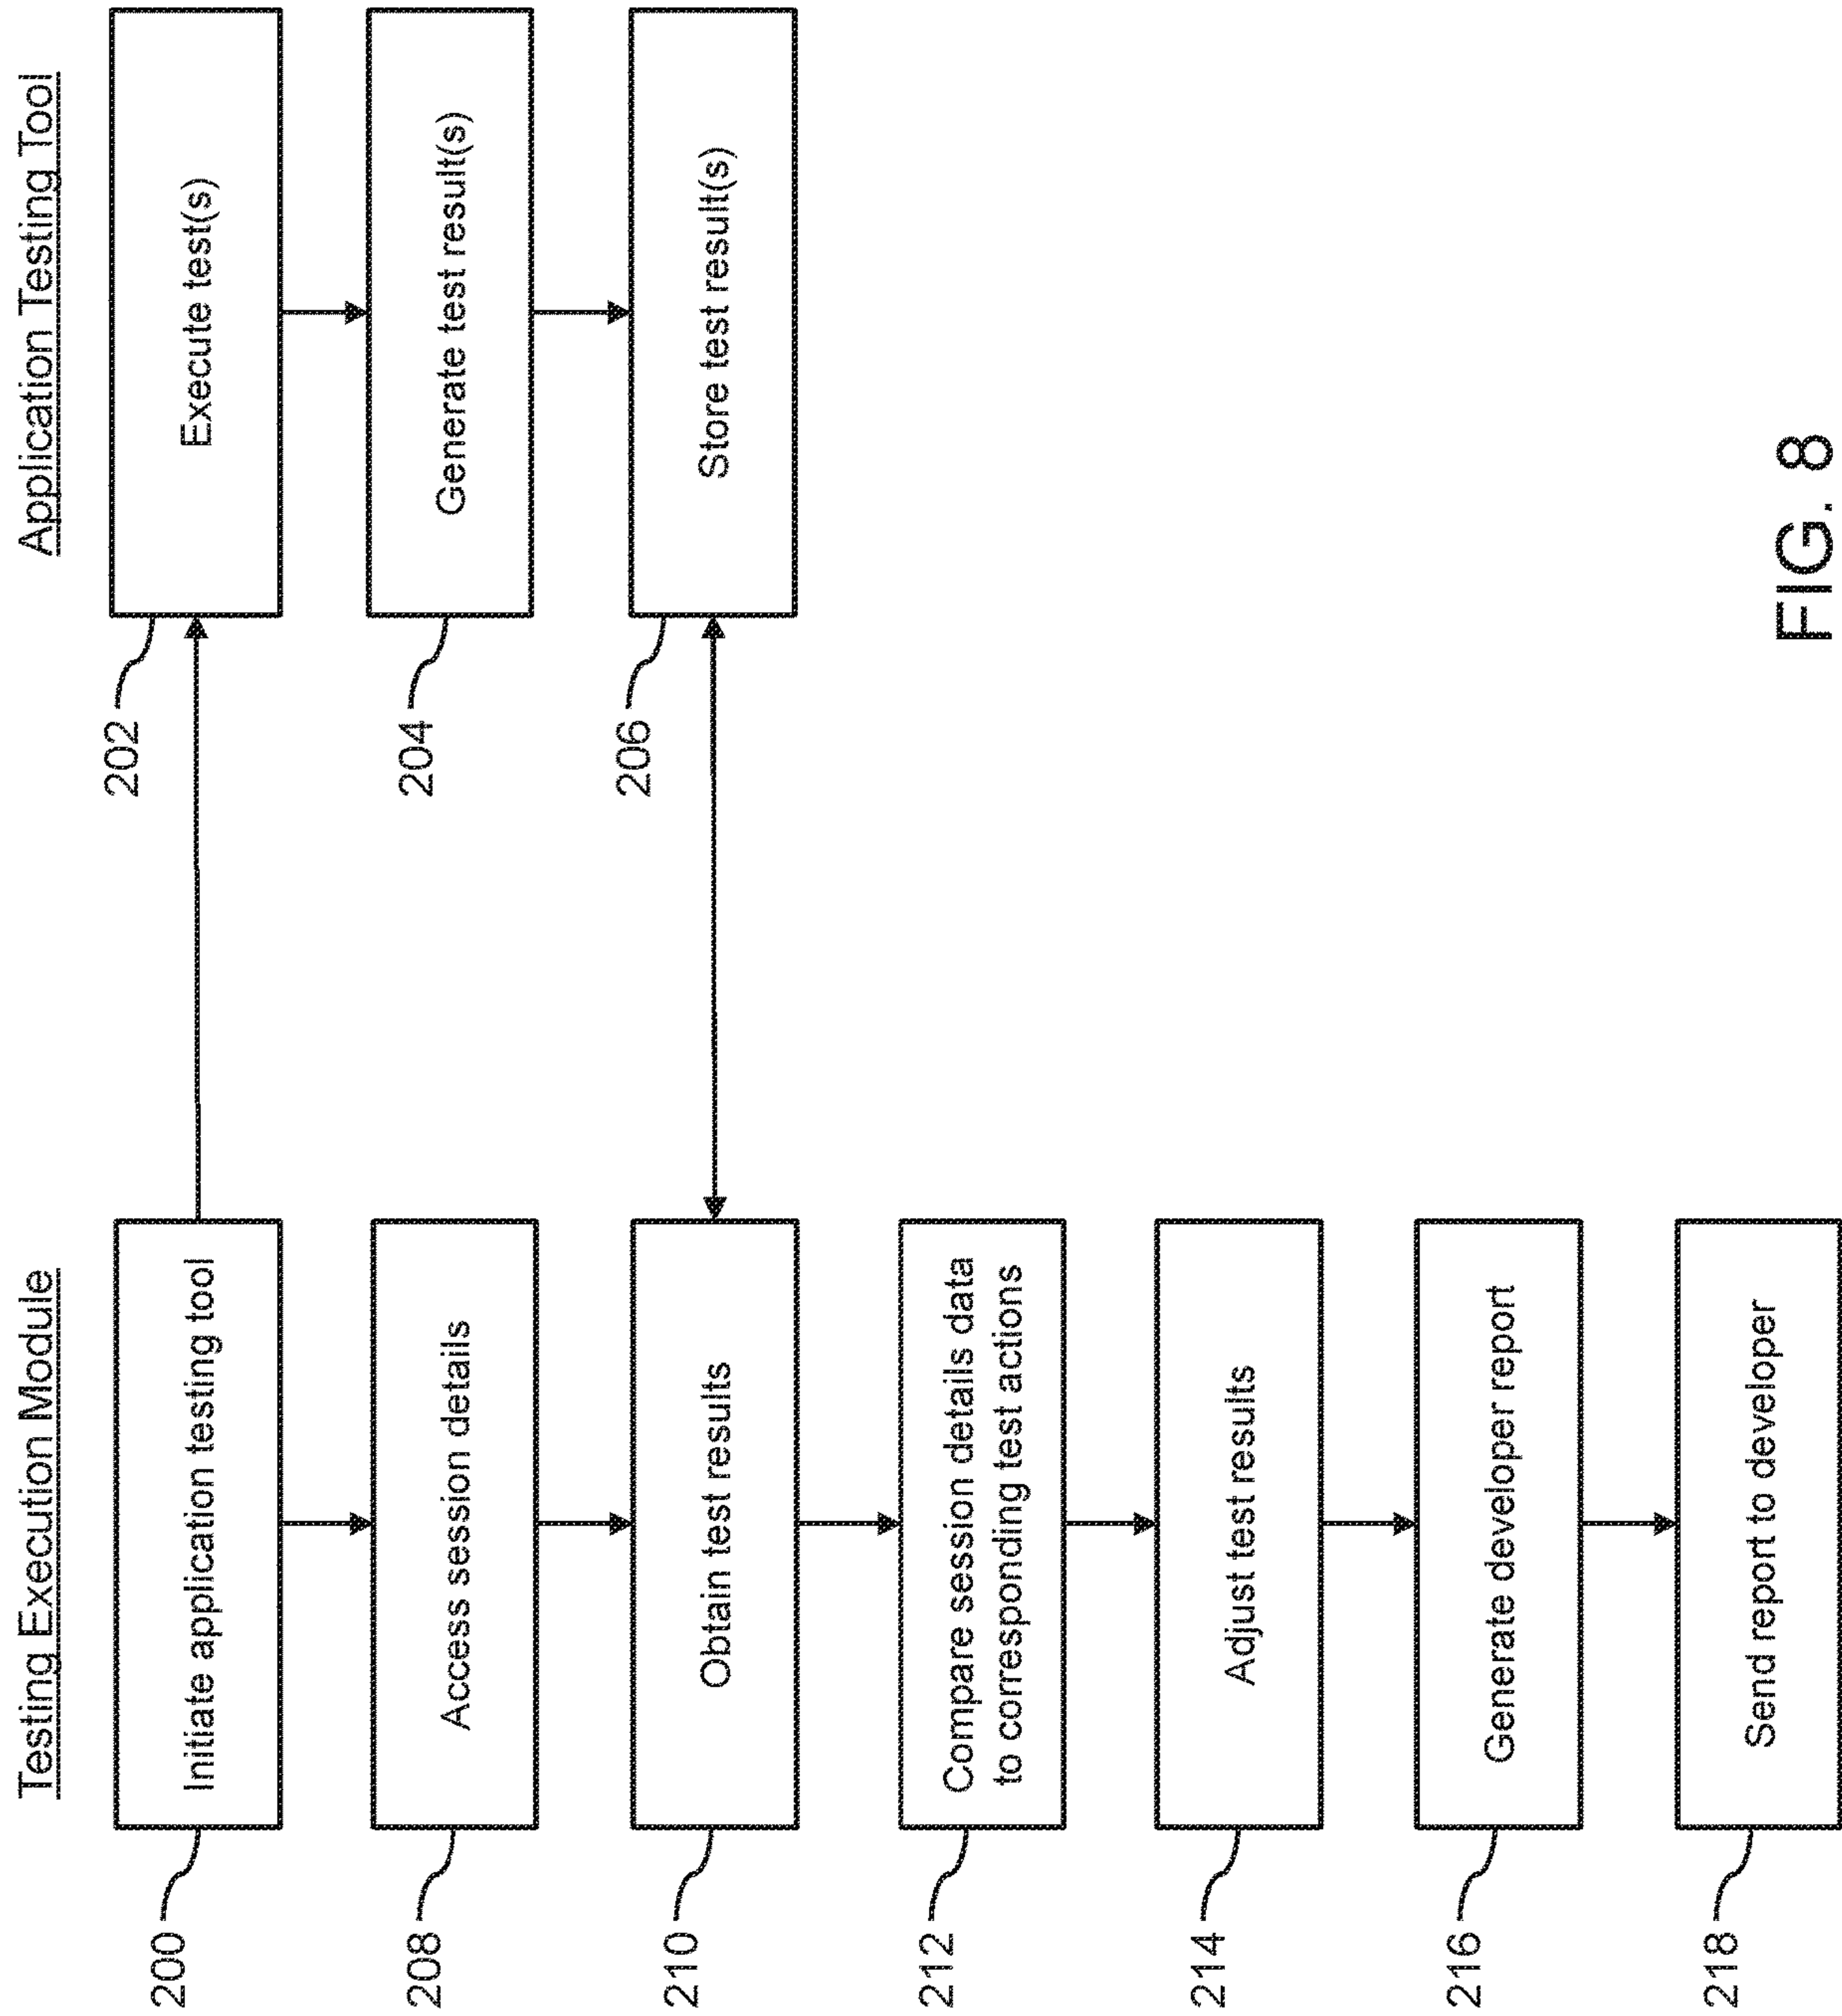 Testing Execution Module
Application Testing Tool
200
Initiate application testing tool
202
Execute test(s)
208
Access session details
204
Generate test result(s)
210
Obtain test results
206
Store test result(s)
212
Compare session details data
to corresponding test actions
214
Adjust test results
216
Generate developer report
218
Send report to developer
FIG. 8